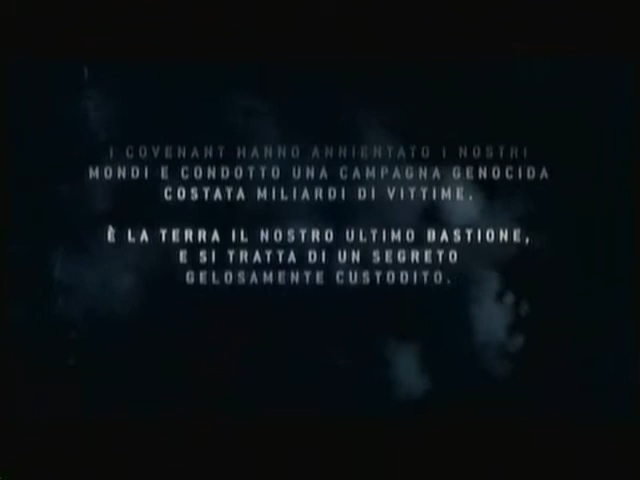 I COVENANT HANNO ANNIENTATO I NOSTRI
MONDI E CONDOTTO UNA CAMPAGNA GENOCIDA
COSTATA MILIARDI DI VITTIME.
È LA TERRA IL NOSTRO ULTIMO BASTIONE,
E SI TRATTA DI UN SEGRETO
GELOSAMENTE CUSTODITO.